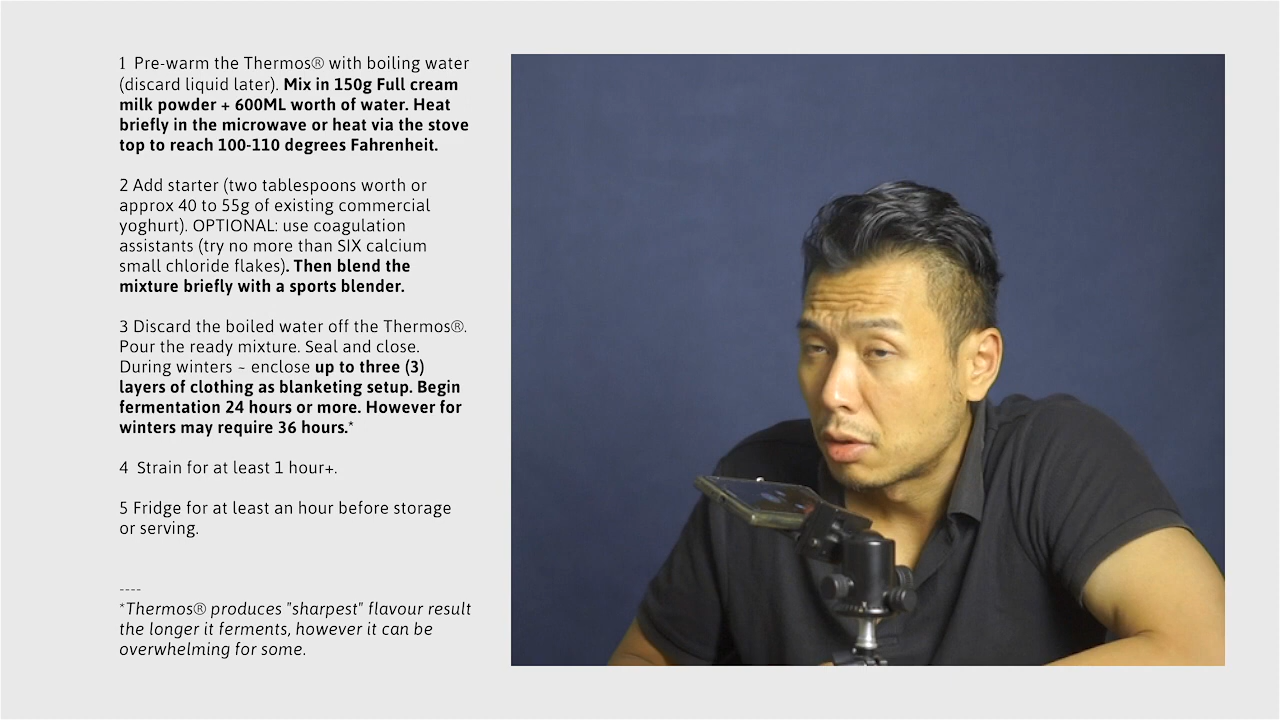 1 Pre-warm the Thermos® with boiling water
(discard liquid later). Mix in 150g Full cream
milk powder + 600ML worth of water. Heat
briefly in the microwave or heat via the stove
top to reach 100-110 degrees Fahrenheit.
2 Add starter (two tablespoons worth or
approx 40 to 55g of existing commercial
yoghurt). OPTIONAL: use coagulation
assistants (try no more than SIX calcium
small chloride flakes). Then blend the
mixture briefly with a sports blender.
3 Discard the boiled water off the Thermos®.
Pour the ready mixture. Seal and close.
During winters ~ enclose up to three (3)
layers of clothing as blanketing setup. Begin
fermentation 24 hours or more. However for
winters may require 36 hours.*
4 Strain for at least 1 hour+.
5 Fridge for at least an hour before storage
or serving.
----
*Thermos® produces "sharpest" flavour result
the longer it ferments, however it can be
overwhelming for some.